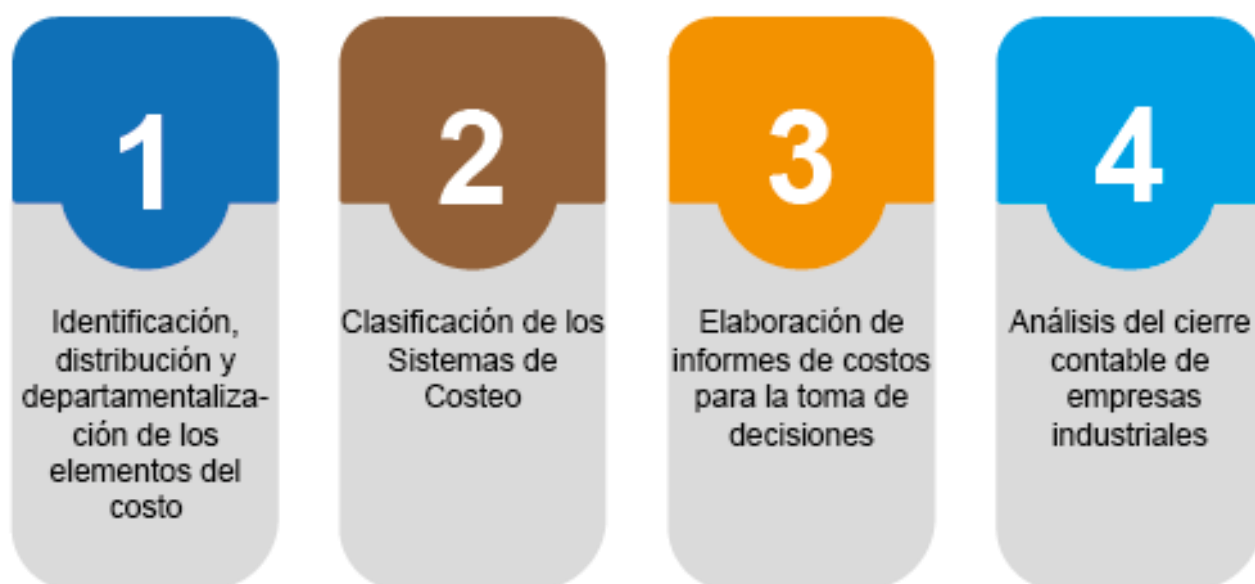 1
Identificación,
distribución y
departamentaliza-
ción de los
elementos del
costo
2
Clasificación de los
Sistemas de
Costeo
3
Elaboración de
informes de costos
para la toma de
decisiones
4
Análisis del cierre
contable de
empresas
industriales